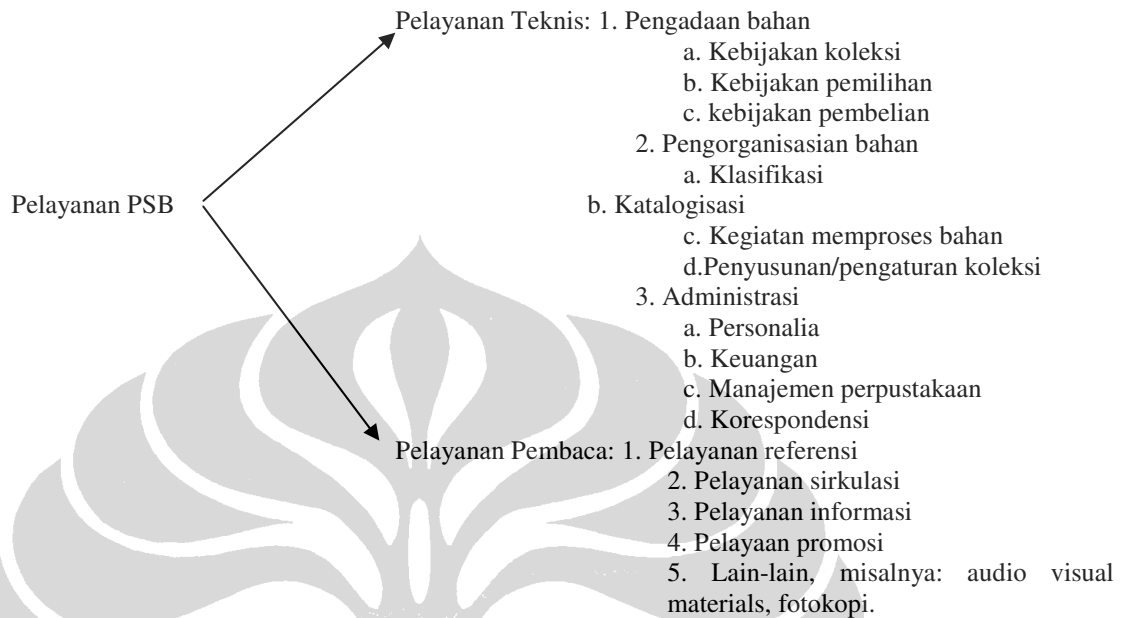 Pelayanan Teknis: 1. Pengadaan bahan
a. Kebijakan koleksi
b. Kebijakan pemilihan
c. kebijakan pembelian
2. Pengorganisasian bahan
a. Klasifikasi
Pelayanan PSB
b. Katalogisasi
c. Kegiatan memproses bahan
d.Penyusunan/pengaturan koleksi
3. Administrasi
a. Personalia
b. Keuangan
c. Manajemen perpustakaan
d. Korespondensi
Pelayanan Pembaca: 1. Pelayanan referensi
2. Pelayanan sirkulasi
3. Pelayanan informasi
4. Pelayaan promosi
5. Lain-lain, misalnya: audio visual
materials, fotokopi.